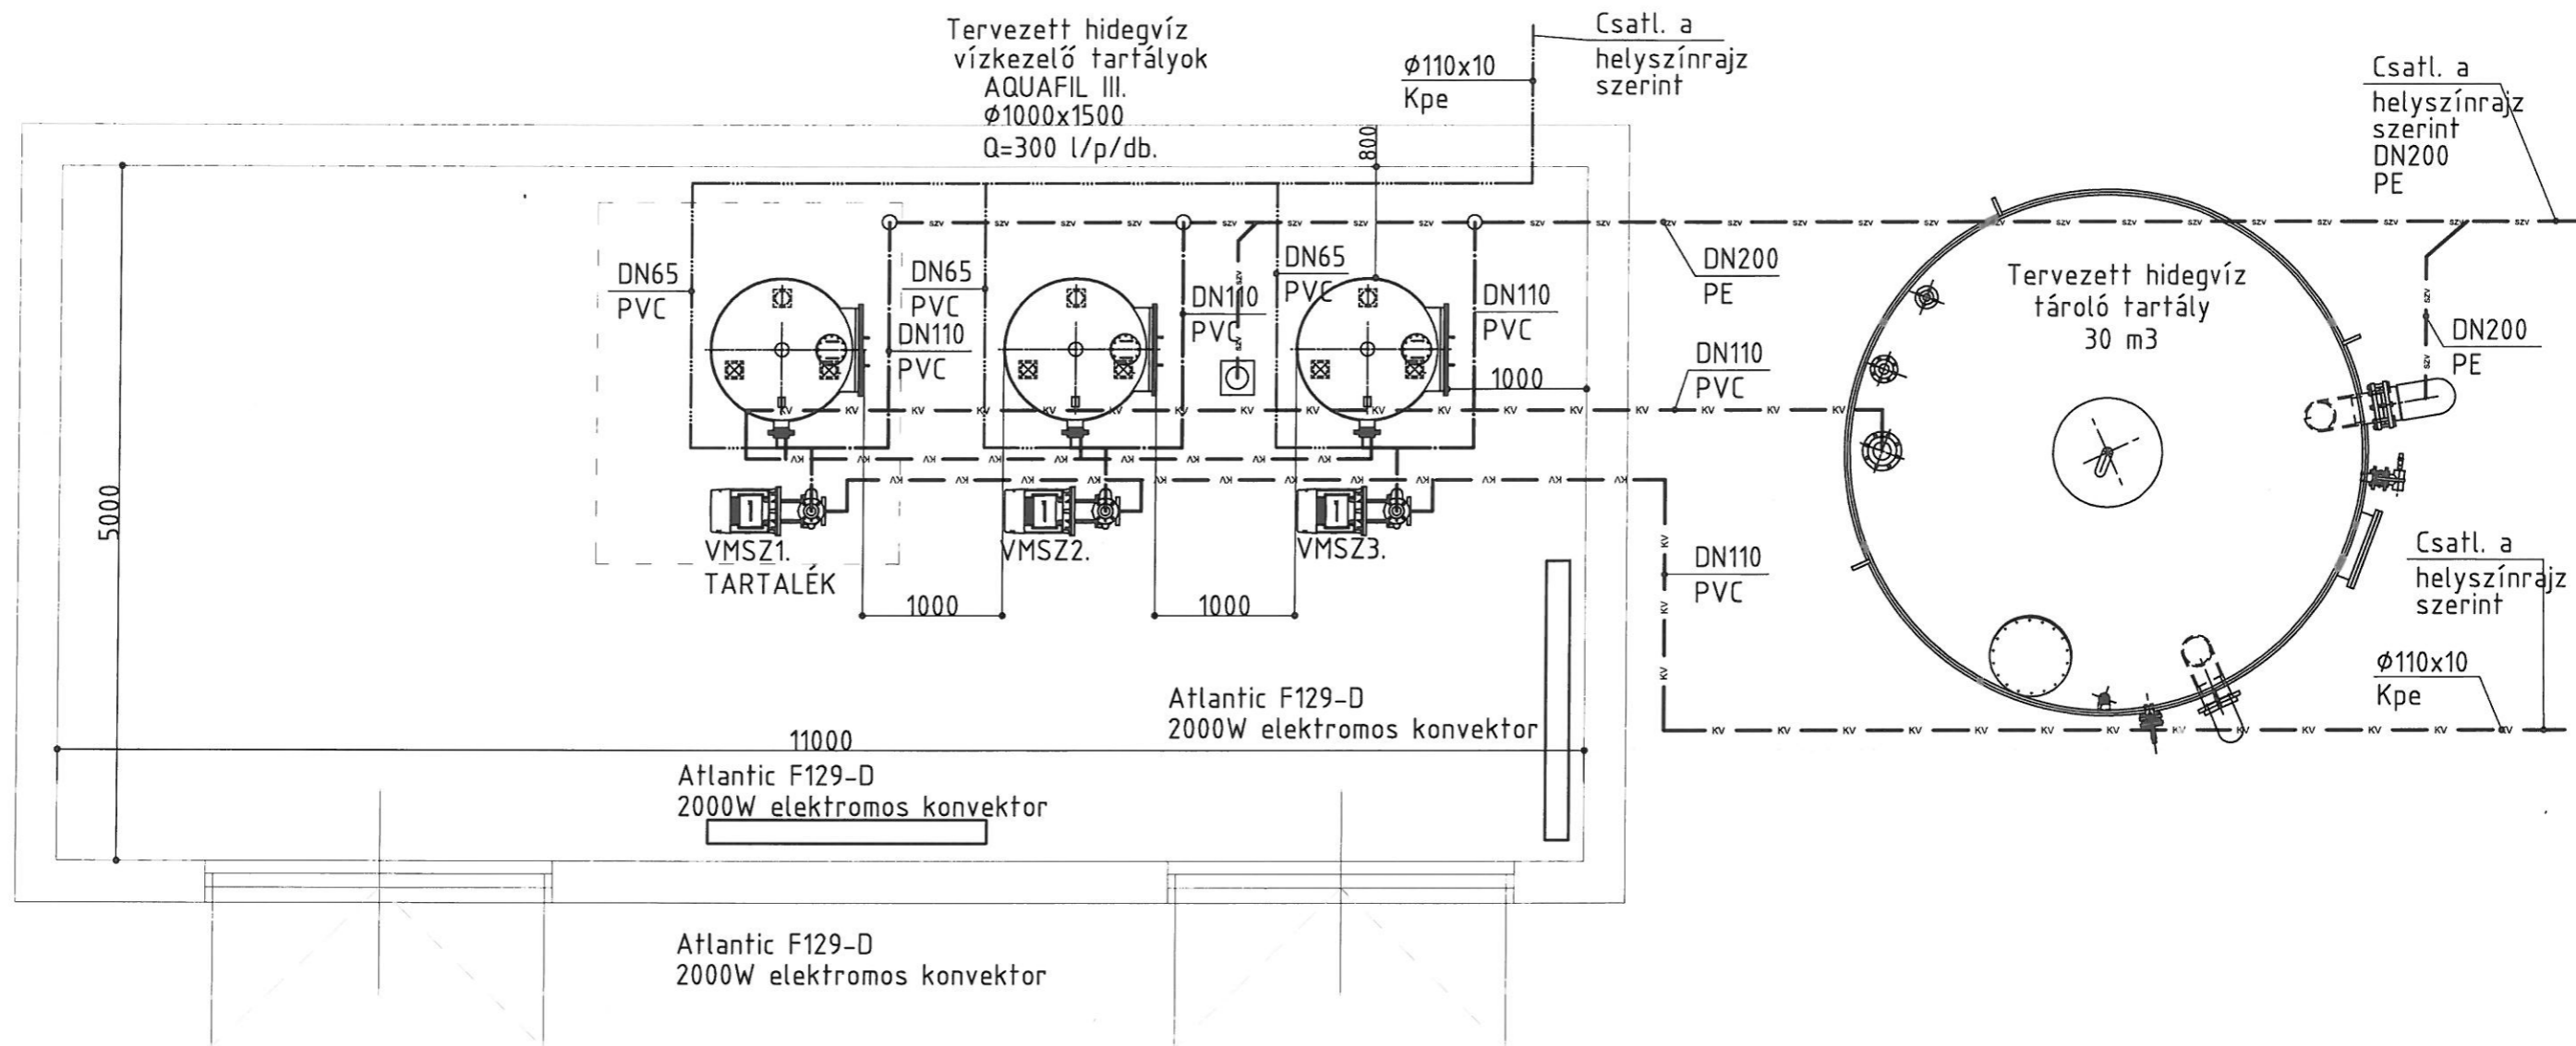 Tervezett hidegvíz
vízkezelő tartályok
AQUAFIL III.
Ø1000x1500
Q=300 l/p/db.
Ø110x10
Kpe
Csatl. a
helyszínrajz
szerint
Csatl. a
helyszínrajz
szerint
DN200
PE
800
DN65
PVC
DN65
PVC
DN110
PVC
DN110
PVC
DN65
PVC
DN110
PVC
DN200
PE
DN110
PVC
1000
Tervezett hidegvíz
tároló tartály
30 m3
DN200
PE
5000
VMSZ1.
TARTALÉK
VMSZ2.
VMSZ3.
1000
1000
DN110
PVC
Csatl. a
helyszínrajz
szerint
Ø110x10
Kpe
Atlantic F129-D
2000W elektromos konvektor
11000
Atlantic F129-D
2000W elektromos konvektor
Atlantic F129-D
2000W elektromos konvektor